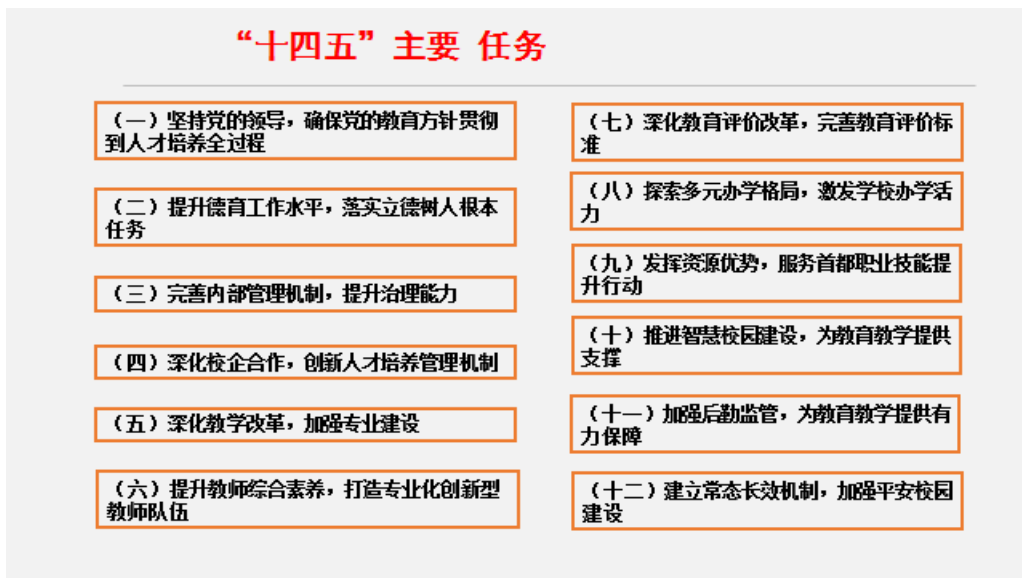 “十四五”主要 任务
（一）坚持党的领导，确保党的教育方针贯彻
到人才培养全过程
（二）提升德育工作水平，落实立德树人根本
任务
（三）完善内部管理机制，提升治理能力
（四）深化校企合作，创新人才培养管理机制
（五）深化教学改革，加强专业建设
（六）提升教师综合素养，打造专业化创新型
教师队伍
（七）深化教育评价改革，完善教育评价标
准
（八）探索多元办学格局，激发学校办学活
力
（九）发挥资源优势，服务首都职业技能提
升行动
（十）推进智慧校园建设，为教育教学提供
支撑
（十一）加强后勤监管，为教育教学提供有
力保障
（十二）建立常态长效机制，加强平安校园
建设